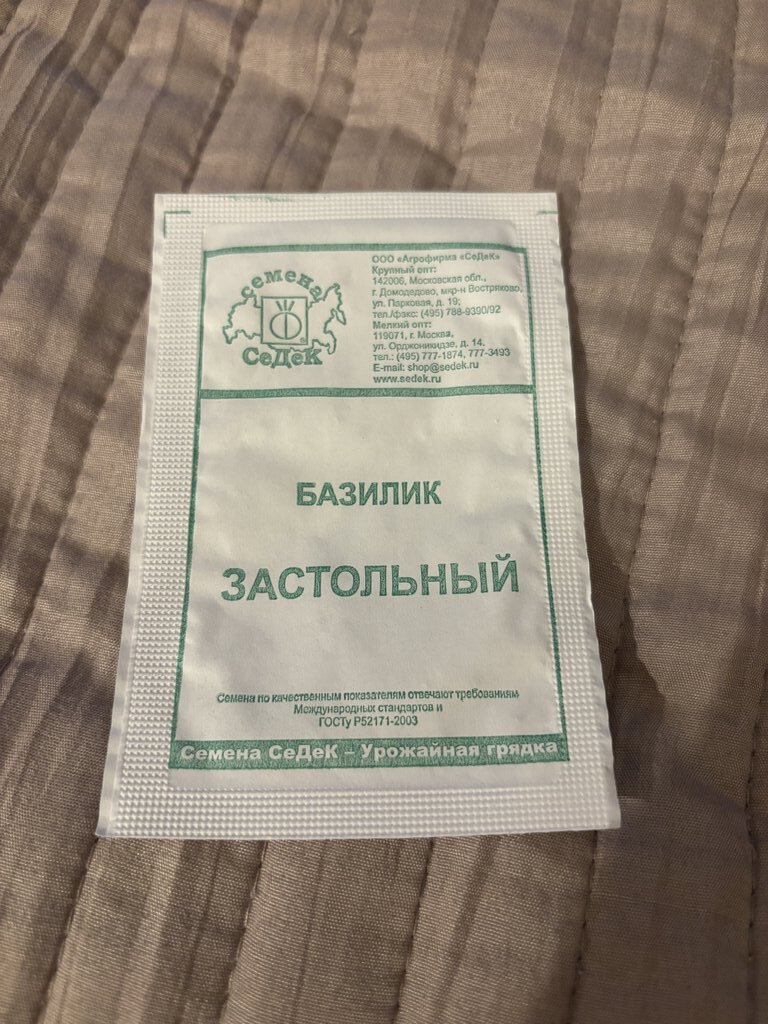 семена
СеДеК
ООО «Агрофирма «СеДеК»
Крупный опт:
142006, Московская обл.,
г. Домодедово, мкр-н Востряково,
ул. Парковая, д. 19;
тел./факс: (495) 788-9390/92
Мелкий опт:
119071, г. Москва,
ул. Орджоникидзе, д. 14.
тел.: (495) 777-1874, 777-3493
E-mail: shop@sedek.ru
www.sedek.ru
БАЗИЛИК
ЗАСТОЛЬНЫЙ
Семена по качественным показателям отвечают требованиям
Международных стандартов и
ГОСТу Р52171-2003
Семена СеДеК – Урожайная грядка